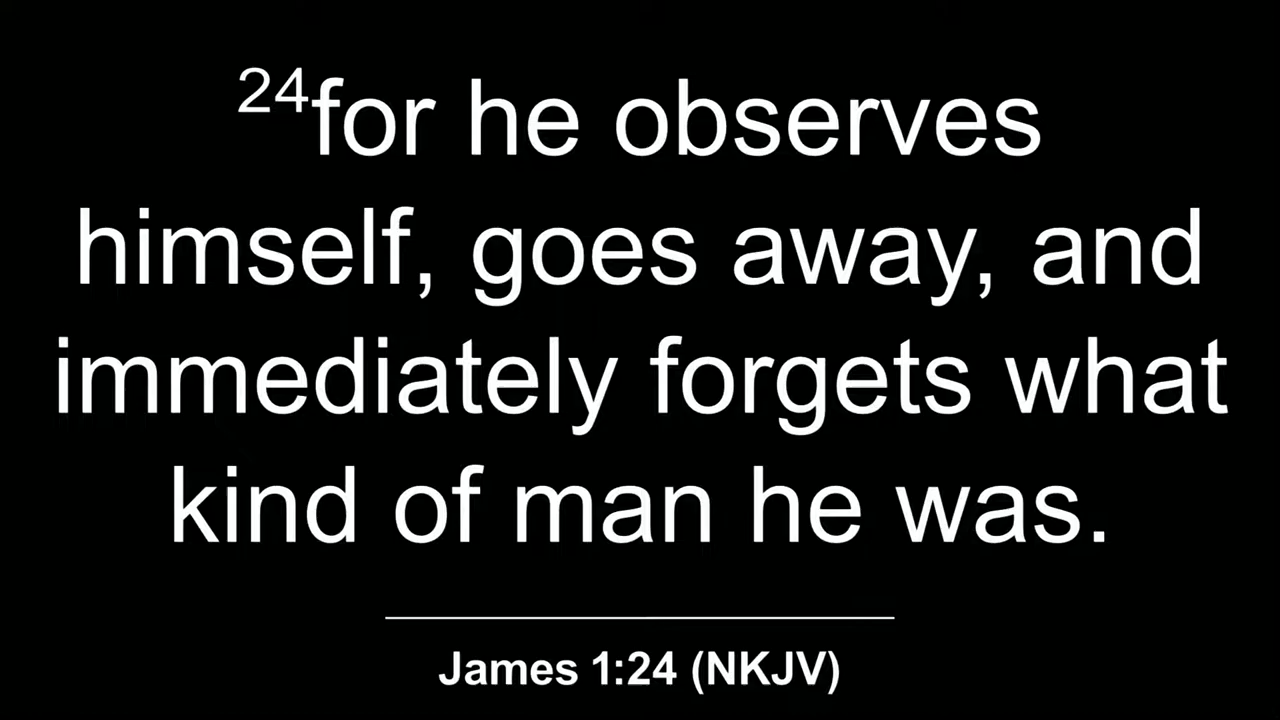 24for he observes
himself, goes away, and
immediately forgets what
kind of man he was.
James 1:24 (NKJV)